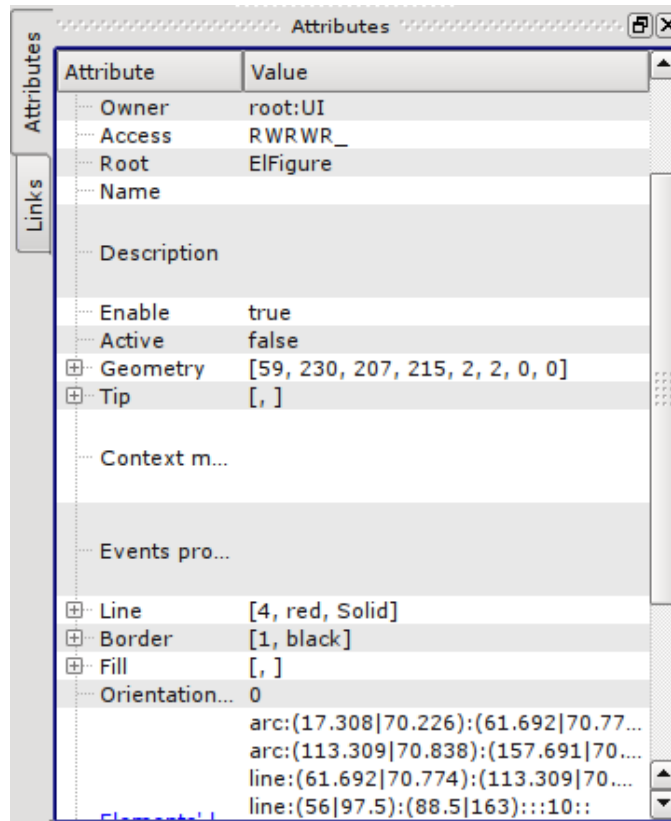 Attributes
Attributes
Links
Attribute Value
Owner root:UI
Access RWRWR_
Root ElFigure
Name
Description
Enable true
Active false
Geometry [59, 230, 207, 215, 2, 2, 0, 0]
Tip [, ]
Context m...
Events pro...
Line [4, red, Solid]
Border [1, black]
Fill [, ]
Orientation... 0
arc:(17.308|70.226):(61.692|70.77...
arc:(113.309|70.838):(157.691|70....
line:(61.692|70.774):(113.309|70....
line:(56|97.5):(88.5|163):::10::